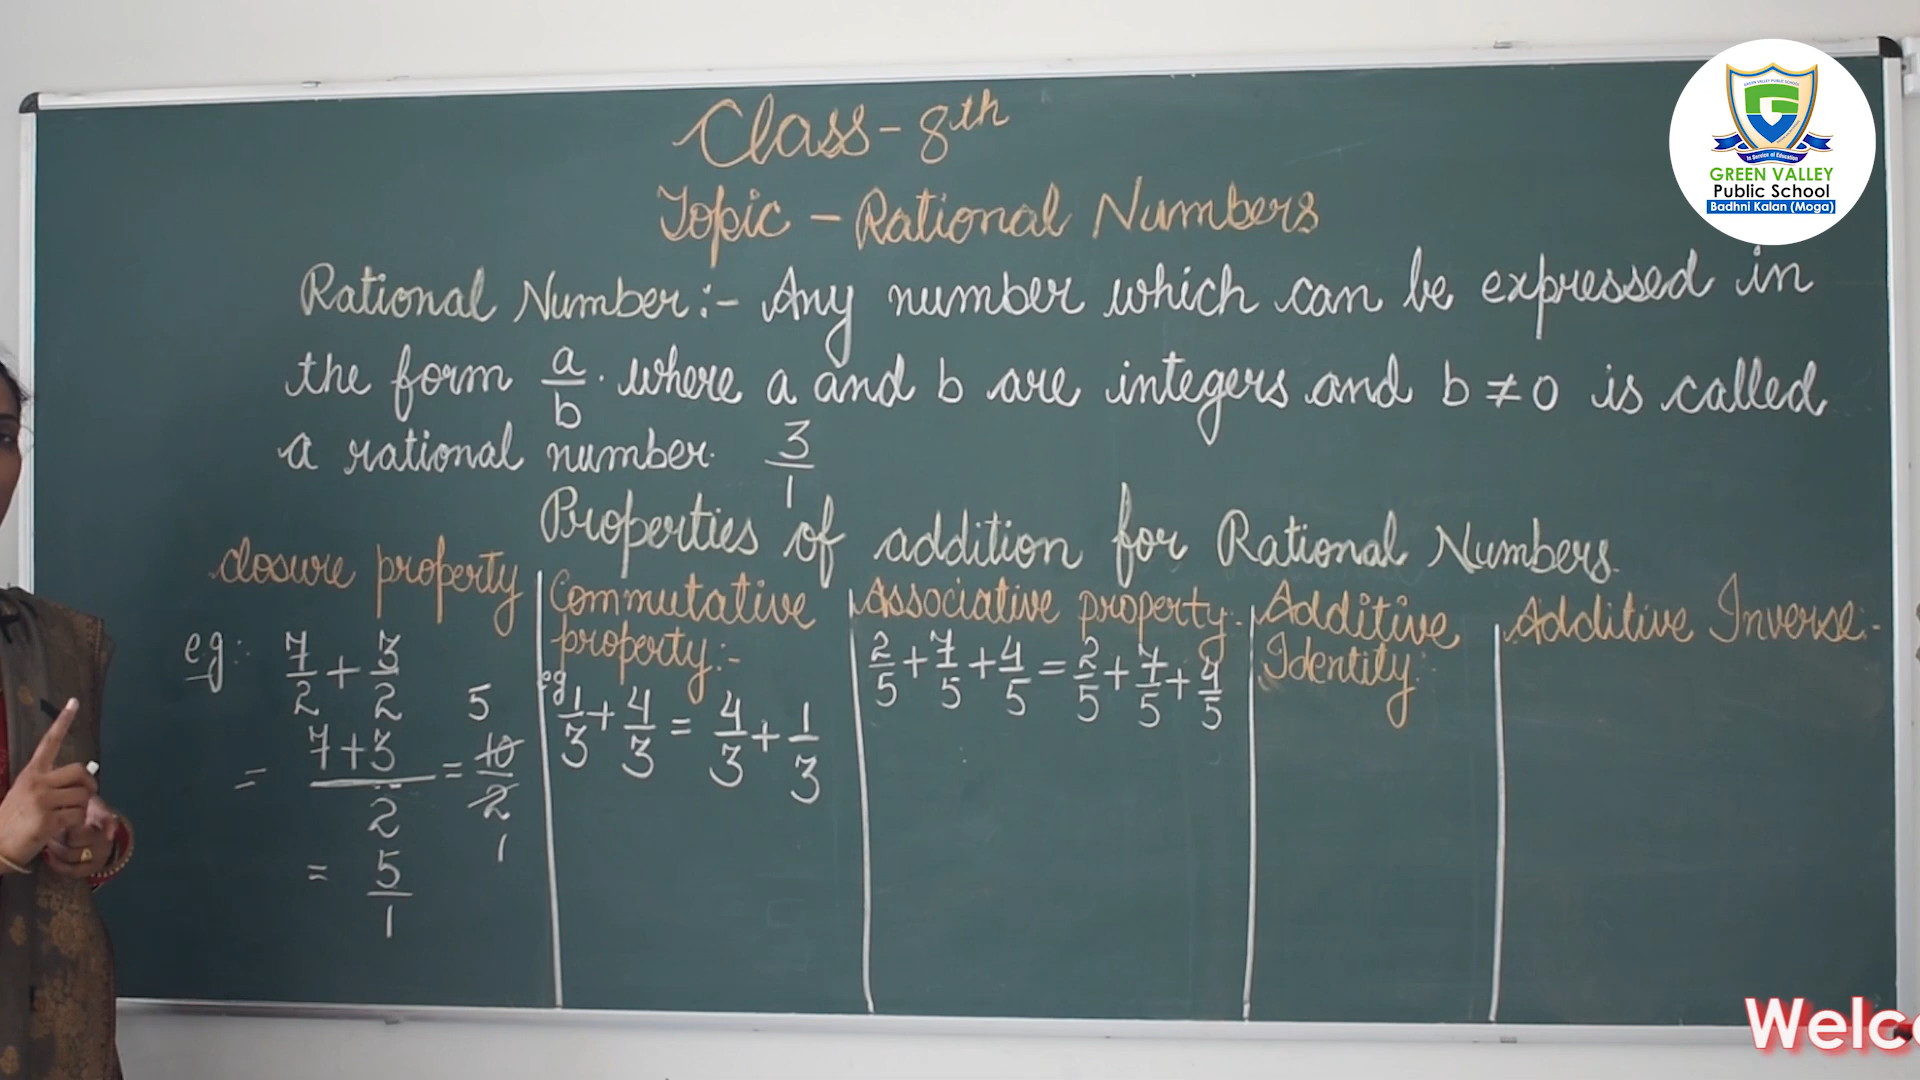 Class - 8th
Topic - Rational Numbers
Rational Number:- Any number which can be expressed in
the form a/b. where a and b are integers and b ≠ 0 is called
a rational number. 3/1
Properties of addition for Rational Numbers.
closure property
eg:- 7/2 + 3/2
= 7+3/2 = 10/2 5 1
= 5/1
Commutative
property:-
eg 1/3 + 4/3 = 4/3 + 1/3
Associative property:-
2/5 + 7/5 + 4/5 = 2/5 + 7/5 + 4/5
Additive
Identity:
Additive Inverse:-
GREEN VALLEY
Public School
Badhni Kalan (Moga)
Welc